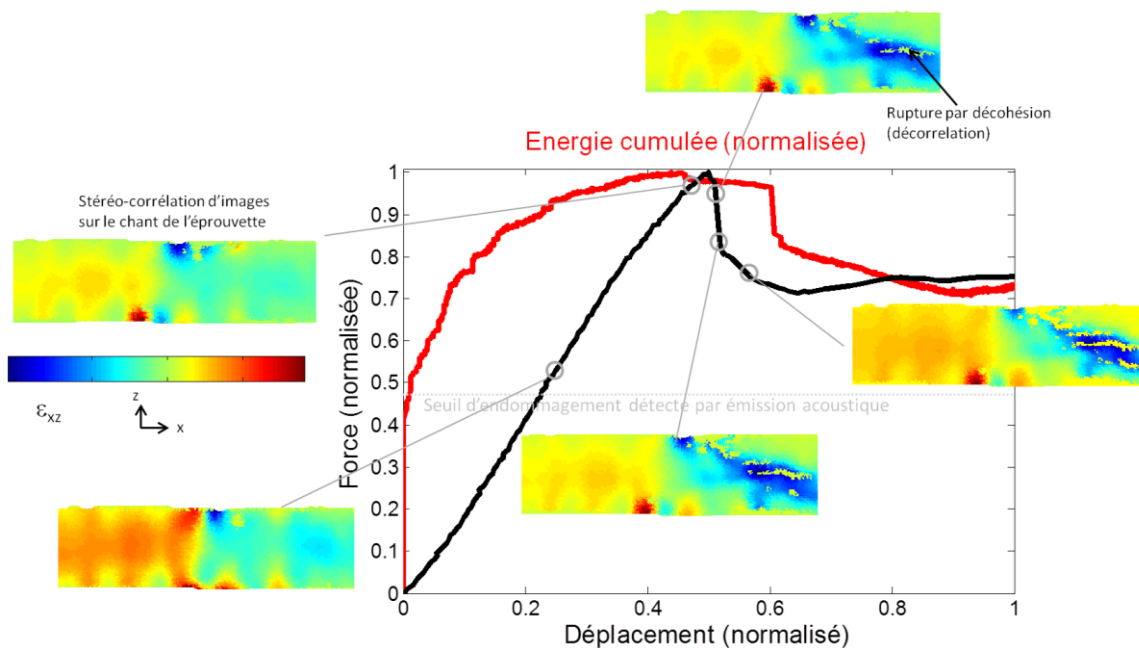 Rupture par décohésion
(décorrelation)
Energie cumulée (normalisée)
Stéréo-corrélation d'images
sur le chant de l'éprouvette
εxz
z
x
Force (normalisée)
1
0.9
0.8
0.7
0.6
0.5
0.4
0.3
0.2
0.1
0
Seuil d'endommagement détecté par émission acoustique
0
0.2
0.4
0.6
0.8
1
Déplacement (normalisé)